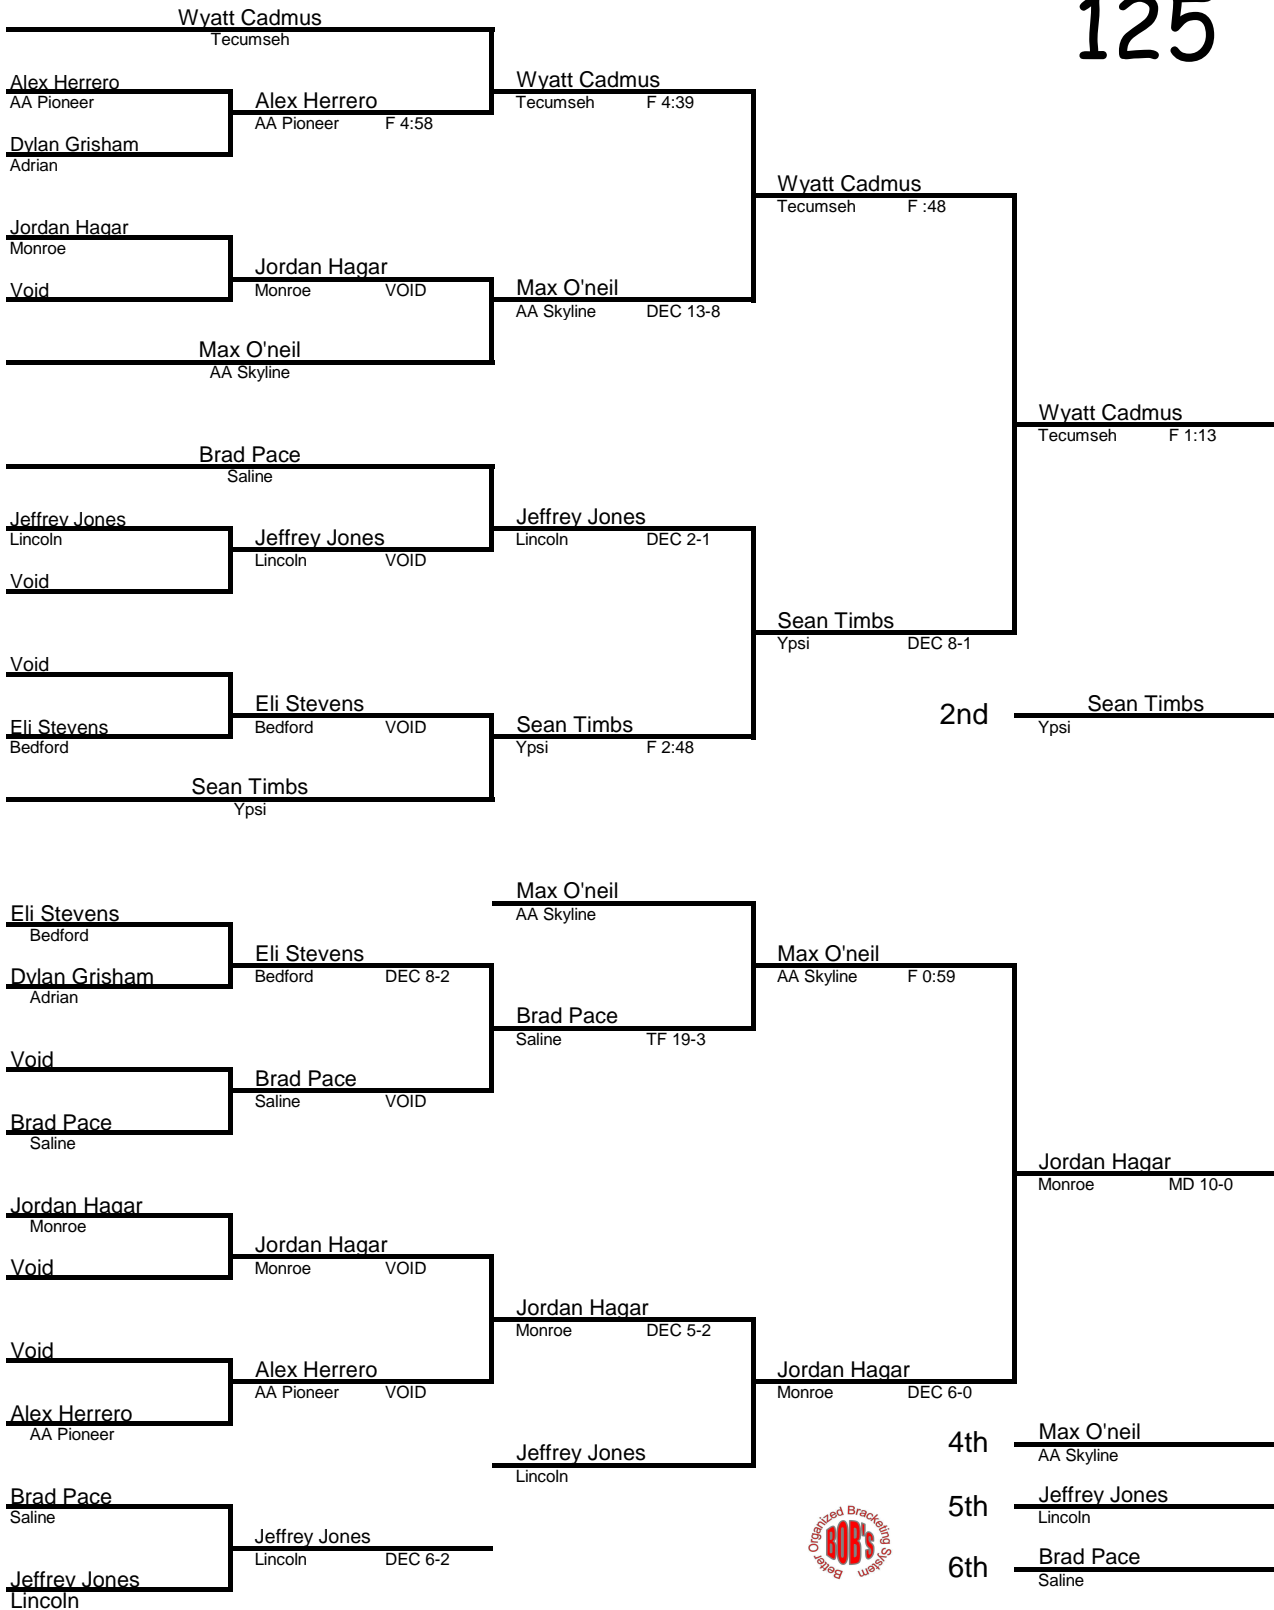 125
Wyatt Cadmus
Tecumseh
Alex Herrero
AA Pioneer
Alex Herrero
AA Pioneer F 4:58
Dylan Grisham
Adrian
Wyatt Cadmus
Tecumseh F 4:39
Jordan Hagar
Monroe
Jordan Hagar
Monroe VOID
Void
Max O'neil
AA Skyline DEC 13-8
Max O'neil
AA Skyline
Wyatt Cadmus
Tecumseh F :48
Brad Pace
Saline
Jeffrey Jones
Lincoln
Jeffrey Jones
Lincoln VOID
Void
Jeffrey Jones
Lincoln DEC 2-1
Void
Eli Stevens
Bedford VOID
Eli Stevens
Bedford
Sean Timbs
Ypsi F 2:48
Sean Timbs
Ypsi
Sean Timbs
Ypsi DEC 8-1
Wyatt Cadmus
Tecumseh F 1:13
2nd Sean Timbs
Ypsi
Eli Stevens
Bedford
Eli Stevens
Bedford DEC 8-2
Dylan Grisham
Adrian
Max O'neil
AA Skyline
Max O'neil
AA Skyline F 0:59
Brad Pace
Saline TF 19-3
Void
Brad Pace
Saline VOID
Brad Pace
Saline
Jordan Hagar
Monroe
Jordan Hagar
Monroe VOID
Void
Jordan Hagar
Monroe DEC 5-2
Void
Alex Herrero
AA Pioneer VOID
Alex Herrero
AA Pioneer
Jordan Hagar
Monroe DEC 6-0
Jeffrey Jones
Lincoln
Jordan Hagar
Monroe MD 10-0
Brad Pace
Saline
Jeffrey Jones
Lincoln DEC 6-2
Jeffrey Jones
Lincoln
Better Organized Bracketing System
BOB'S
4th Max O'neil
AA Skyline
5th Jeffrey Jones
Lincoln
6th Brad Pace
Saline